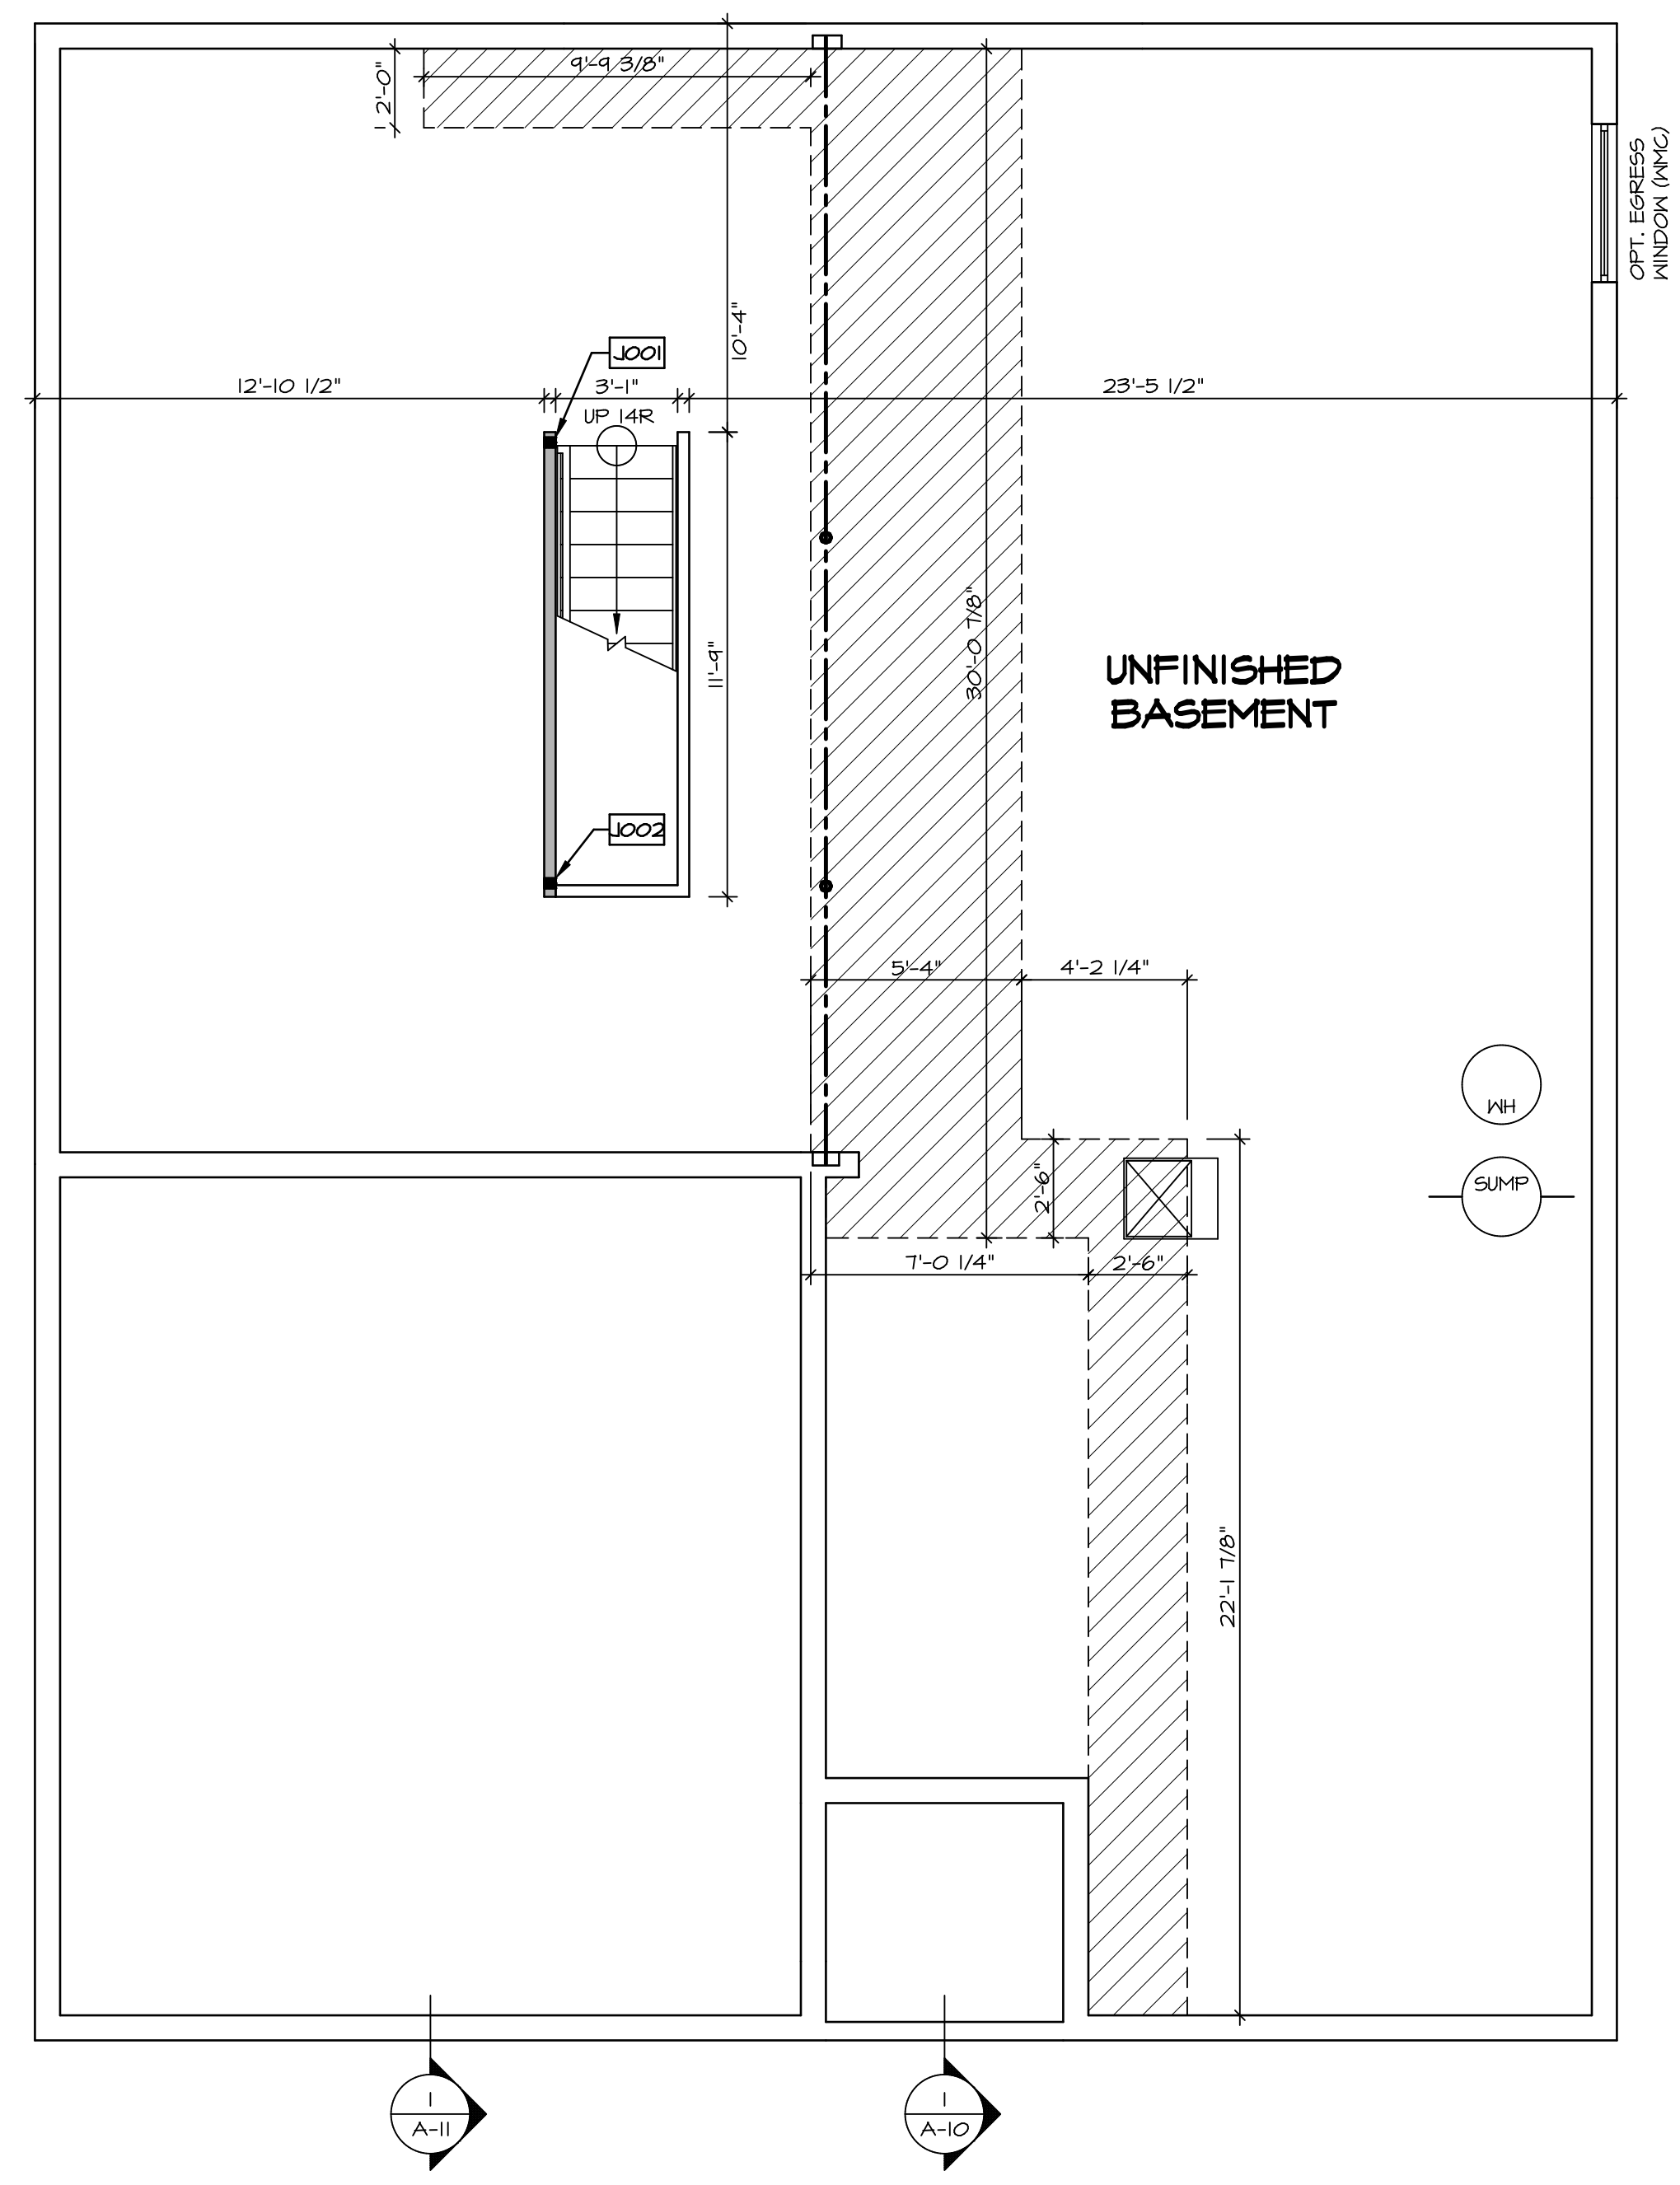 9'-9 3/8"
2'-0"
OPT. EGRESS
WINDOW (WMC)
10'-4"
J001
12'-10 1/2"
3'-1"
23'-5 1/2"
UP 14R
30'-0 7/8"
11'-9"
UNFINISHED
BASEMENT
J002
5'-4"
4'-2 1/4"
WH
2'-6"
SUMP
7'-0 1/4"
2'-6"
22'-1 7/8"
1
A-11
1
A-10